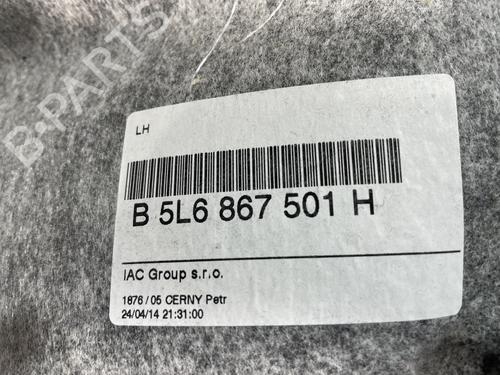 B-PARTS
LH
B 5L6 867 501 H
IAC Group s.r.o.
1876 / 05 CERNY Petr
24/04/14 21:31:00